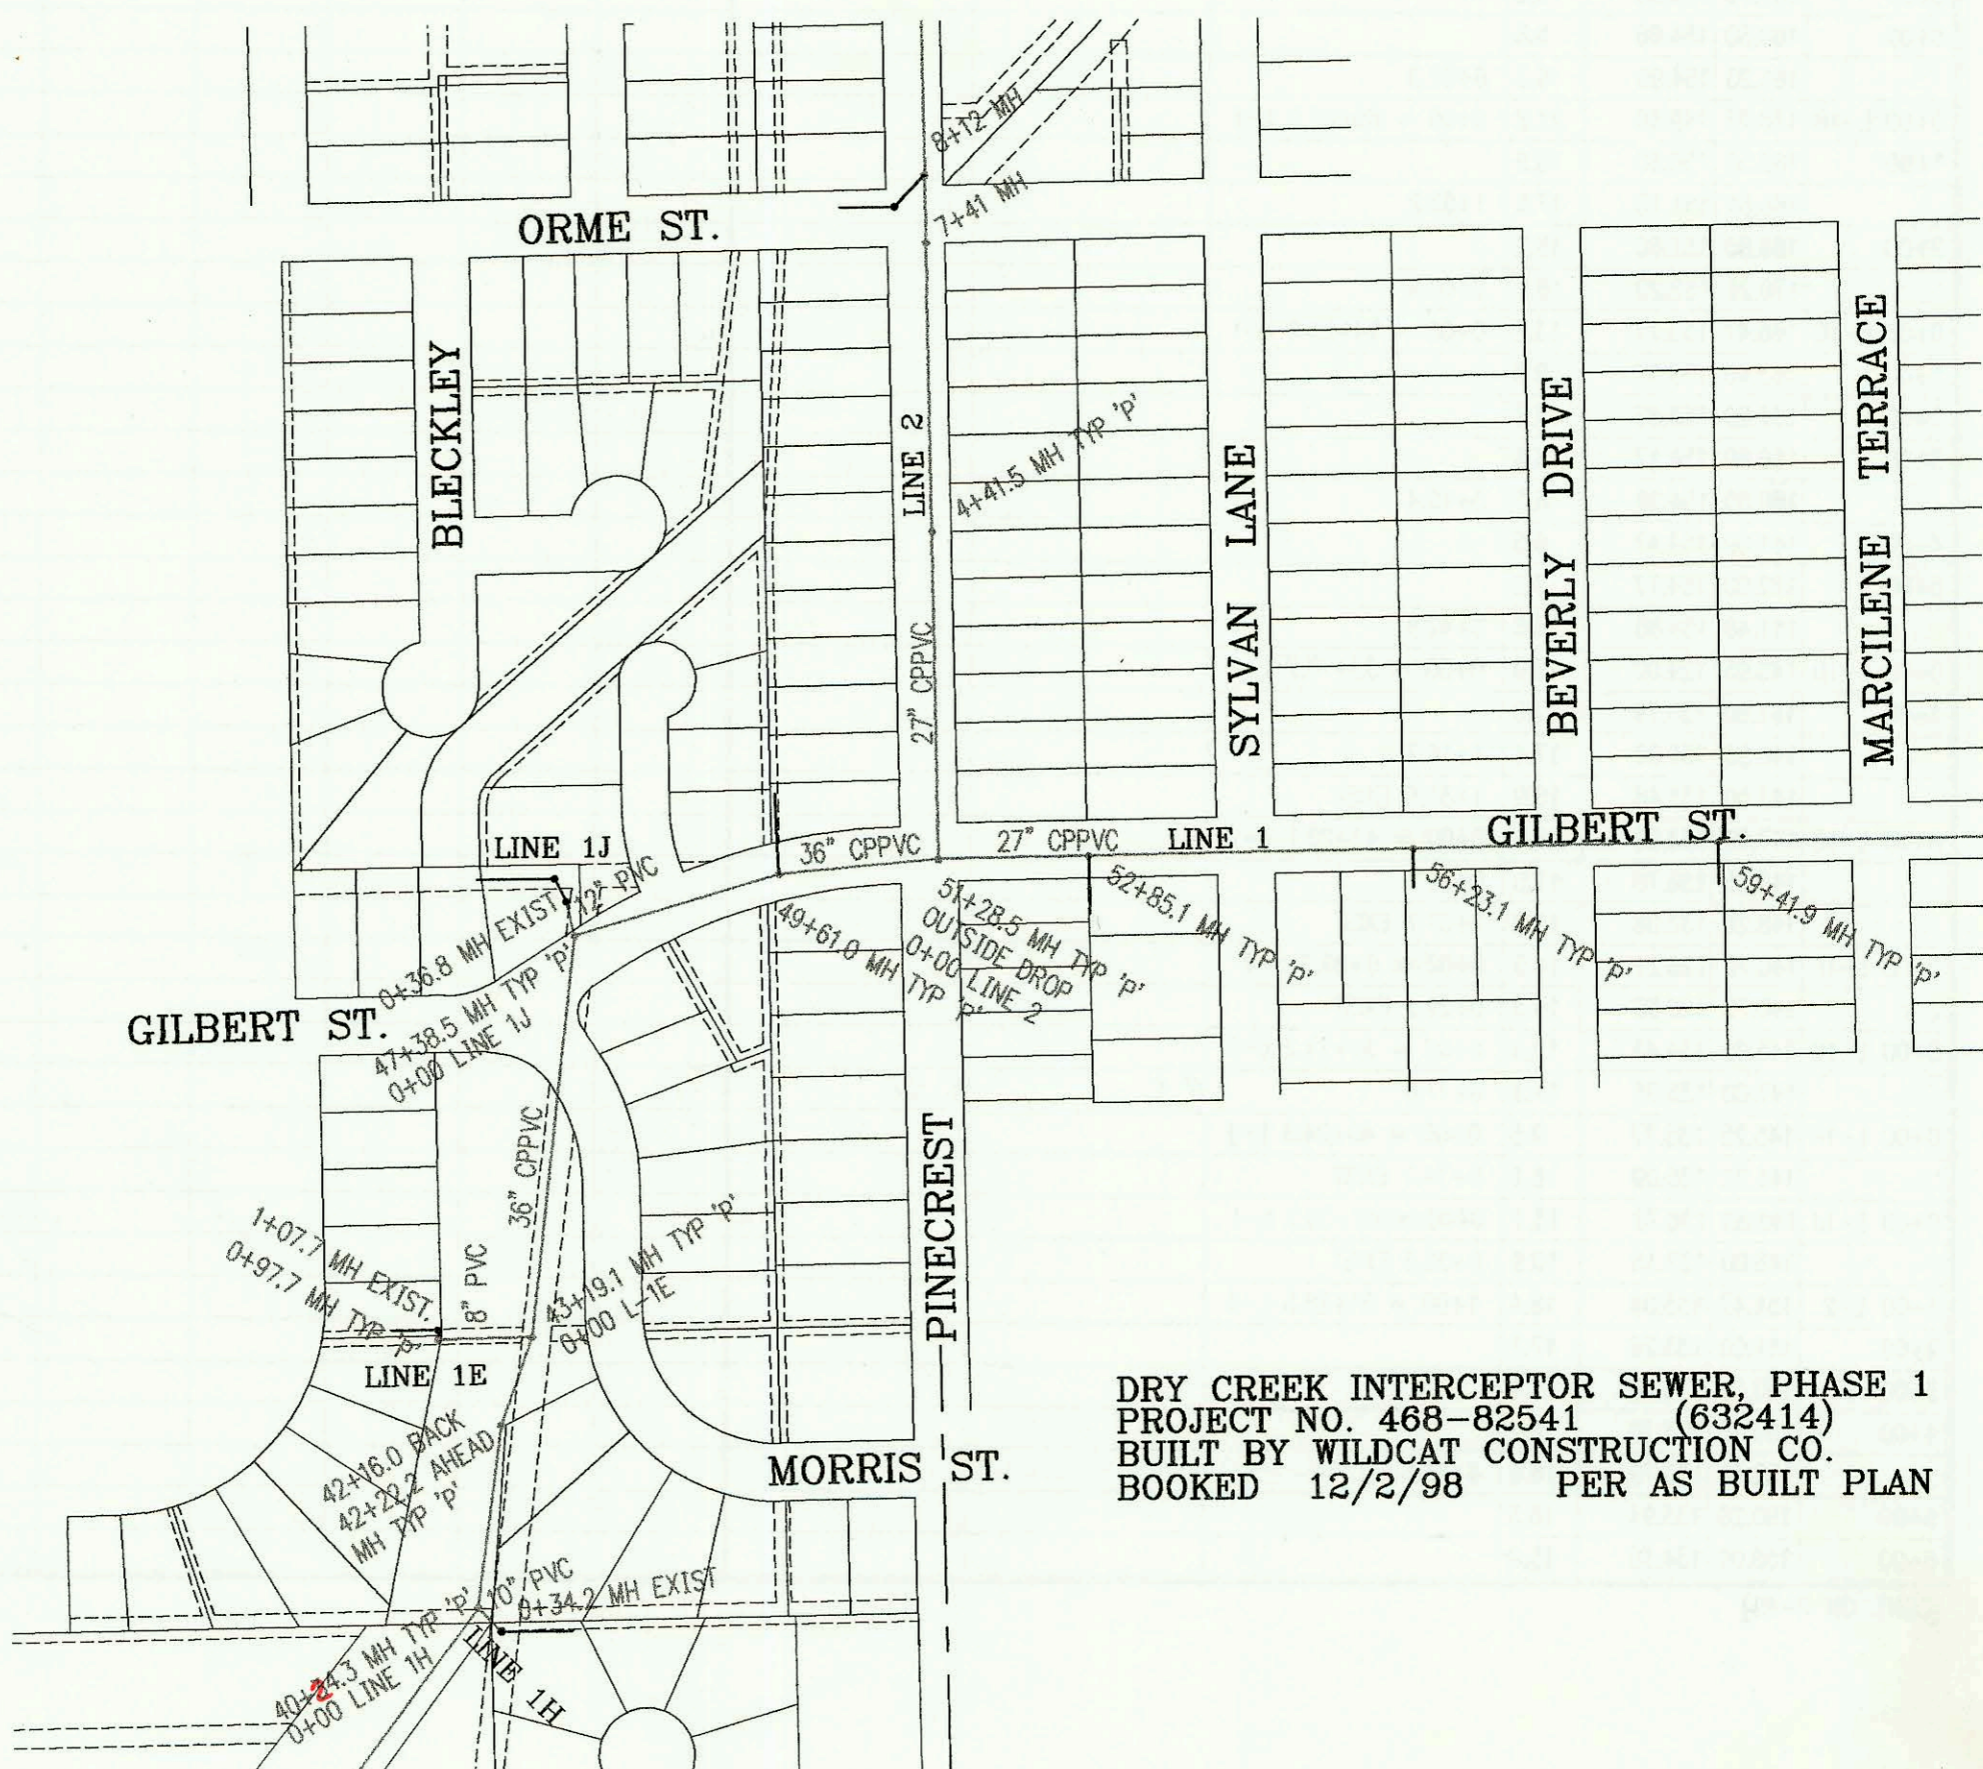 8+12 MH
7+41 MH
ORME ST.
BLECKLEY
LINE 2
4+41.5 MH TYP 'P'
27" CPPVC
SYLVAN LANE
BEVERLY DRIVE
MARCILENE TERRACE
LINE 1J
12" PVC
36" CPPVC
27" CPPVC
LINE 1
GILBERT ST.
0+36.8 MH EXIST
47+38.5 MH TYP 'P'
0+00 LINE 1J
49+61.0 MH TYP 'P'
51+28.5 MH TYP 'P'
OUTSIDE DROP
0+00 LINE 2
52+85.1 MH TYP 'P'
56+23.1 MH TYP 'P'
59+41.9 MH TYP 'P'
GILBERT ST.
36" CPPVC
PINECREST
1+07.7 MH EXIST.
0+97.7 MH TYP 'P'
8" PVC
43+19.1 MH TYP 'P'
0+00 L-1E
LINE 1E
42+16.0 BACK
42+22.2 AHEAD
MH TYP 'P'
MORRIS ST.
DRY CREEK INTERCEPTOR SEWER, PHASE 1
PROJECT NO. 468-82541 (632414)
BUILT BY WILDCAT CONSTRUCTION CO.
BOOKED 12/2/98 PER AS BUILT PLAN
10" PVC
0+34.2 MH EXIST
40+24.3 MH TYP 'P'
0+00 LINE 1H
LINE 1H